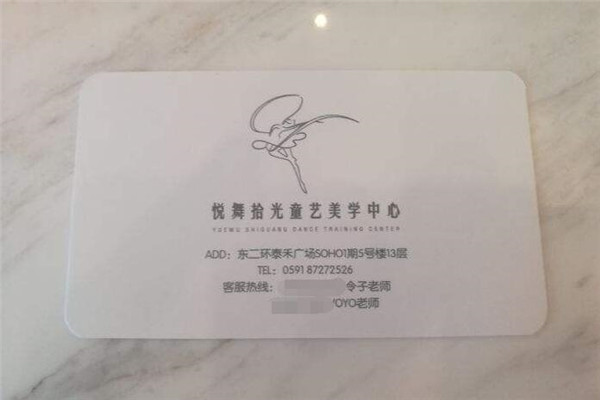 悦舞拾光童艺美学中心
YUEWU SHIGUANG DANCE TRAINING CENTER
ADD：东二环泰禾广场SOHO1期5号楼13层
TEL：0591 87272526
客服热线： 令子老师
YOYO老师